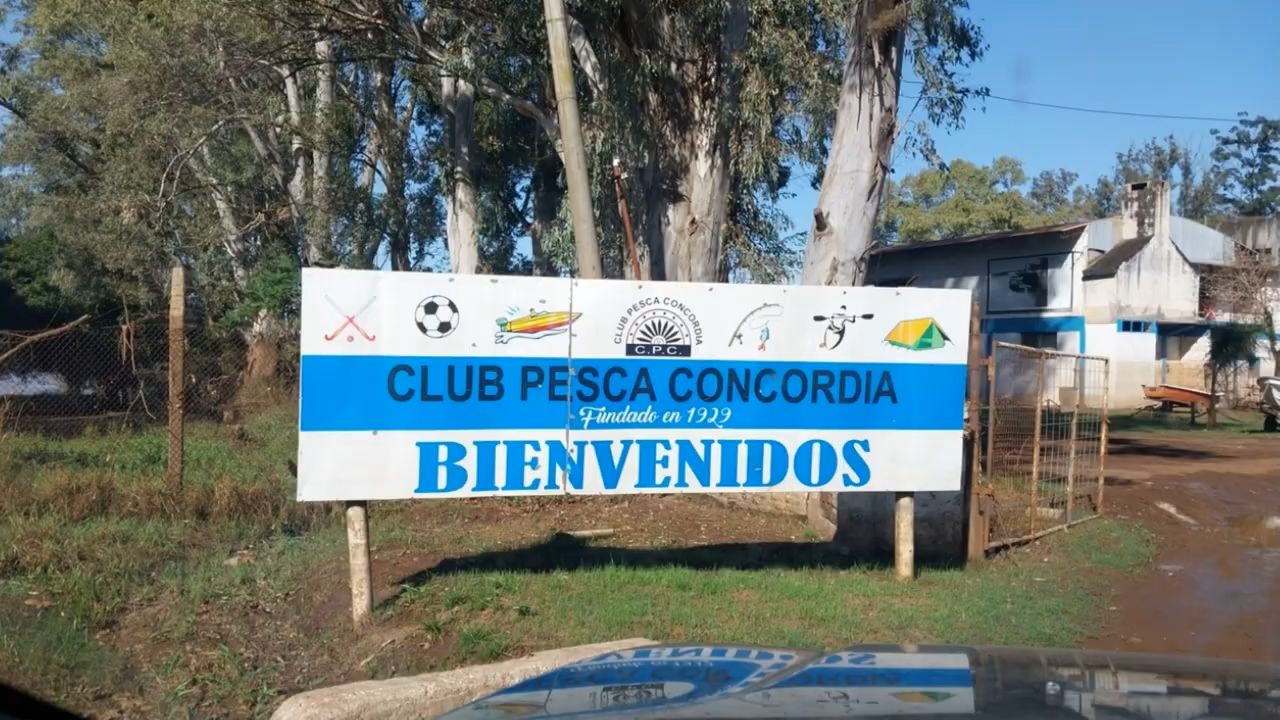 CLUB PESCA CONCORDIA
C.P.C.
CLUB PESCA CONCORDIA
Fundado en 1929
BIENVENIDOS